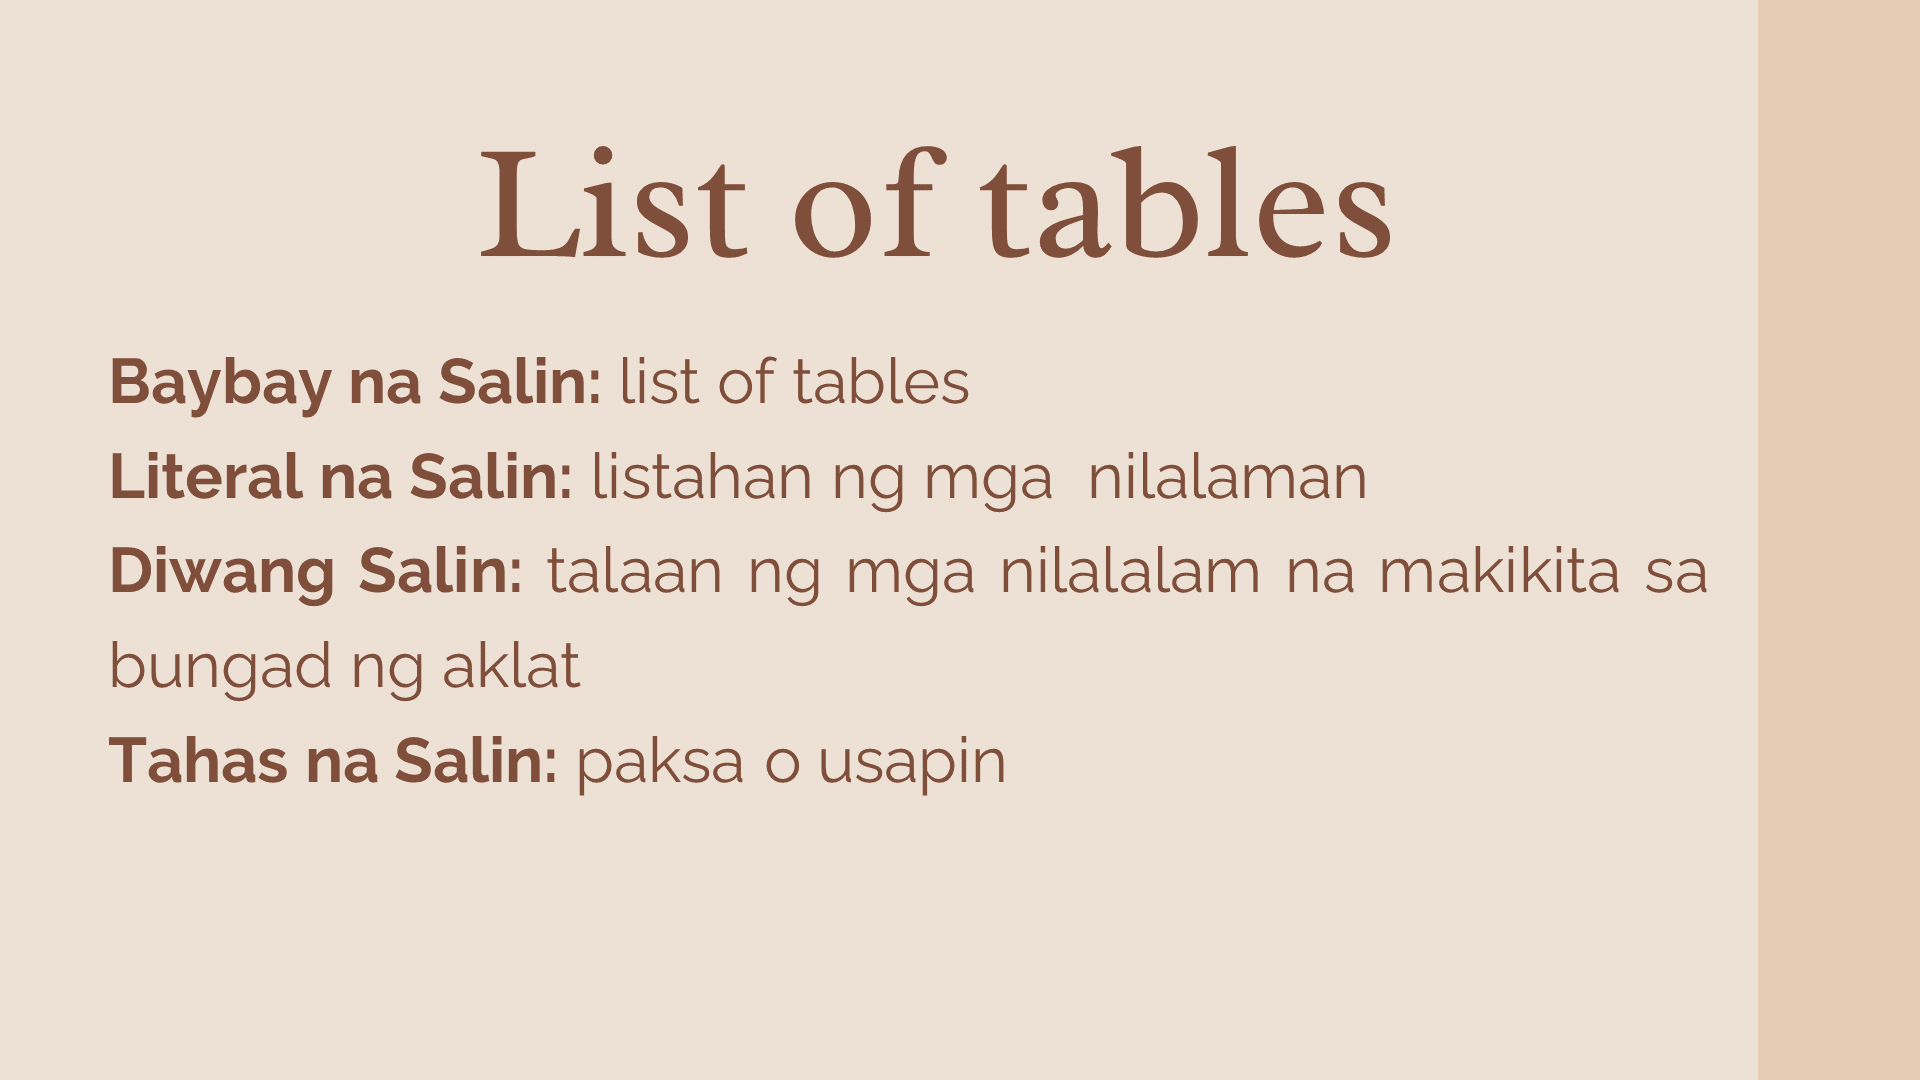 List of tables
Baybay na Salin: list of tables
Literal na Salin: listahan ng mga  nilalaman
Diwang Salin: talaan ng mga nilalalam na makikita sa
bungad ng aklat
Tahas na Salin: paksa o usapin